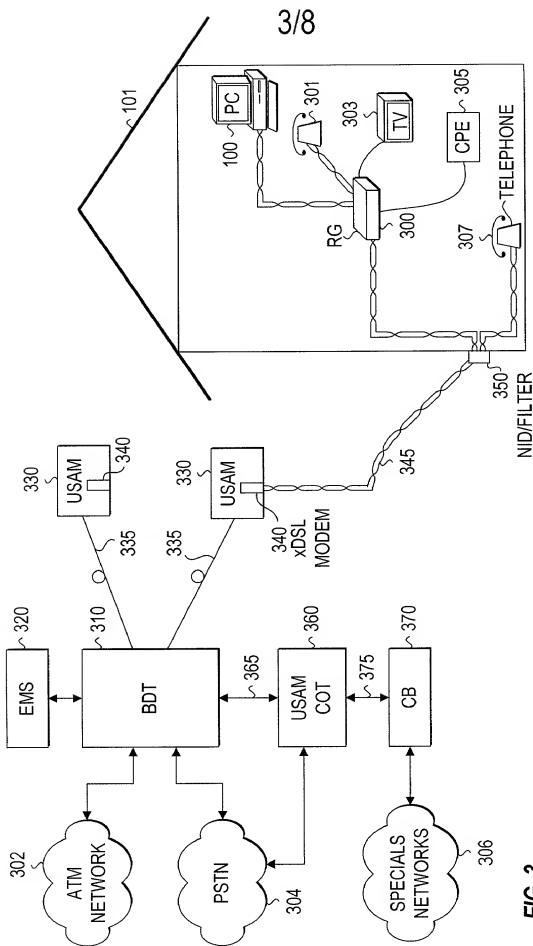 3/8
101
PC
100
301
303
TV
305
CPE
RG
300
307
TELEPHONE
350
NID/FILTER
345
330
USAM
340
335
330
USAM
340
xDSL
MODEM
335
320
EMS
310
BDT
365
360
USAM
COT
375
370
CB
302
ATM
NETWORK
PSTN
304
SPECIALS
NETWORKS
306
FIG. 3